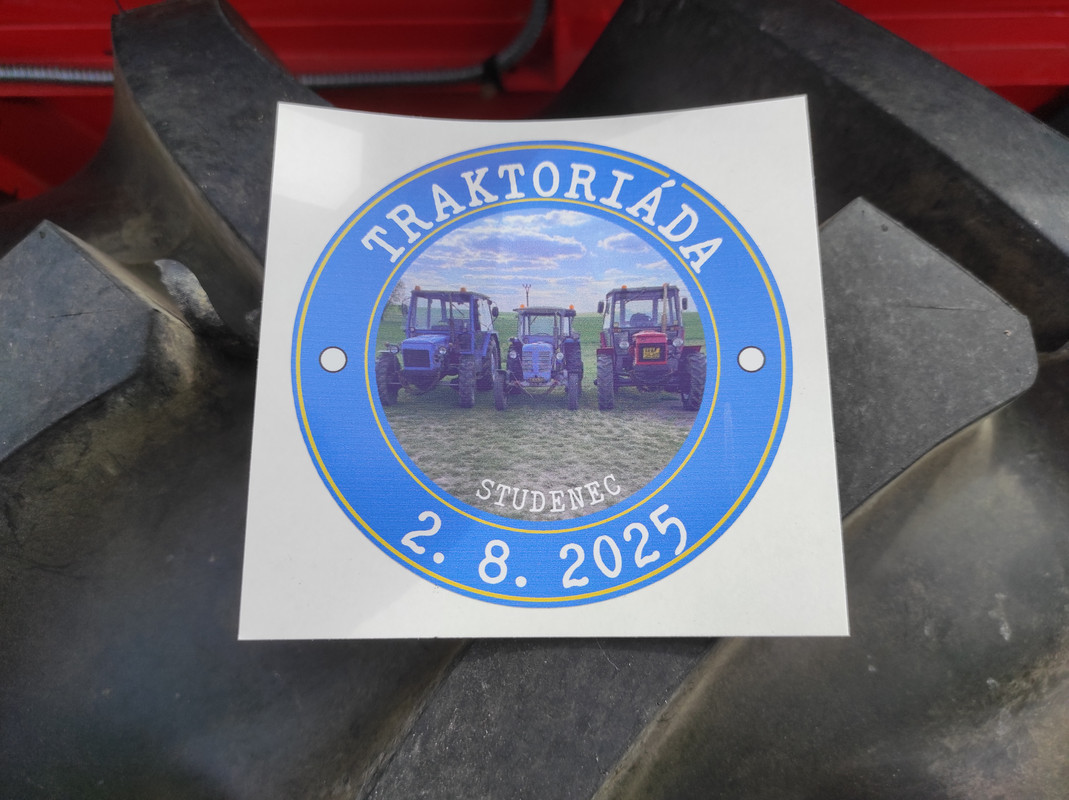 TRAKTORIÁDA
STUDENEC
2. 8. 2025